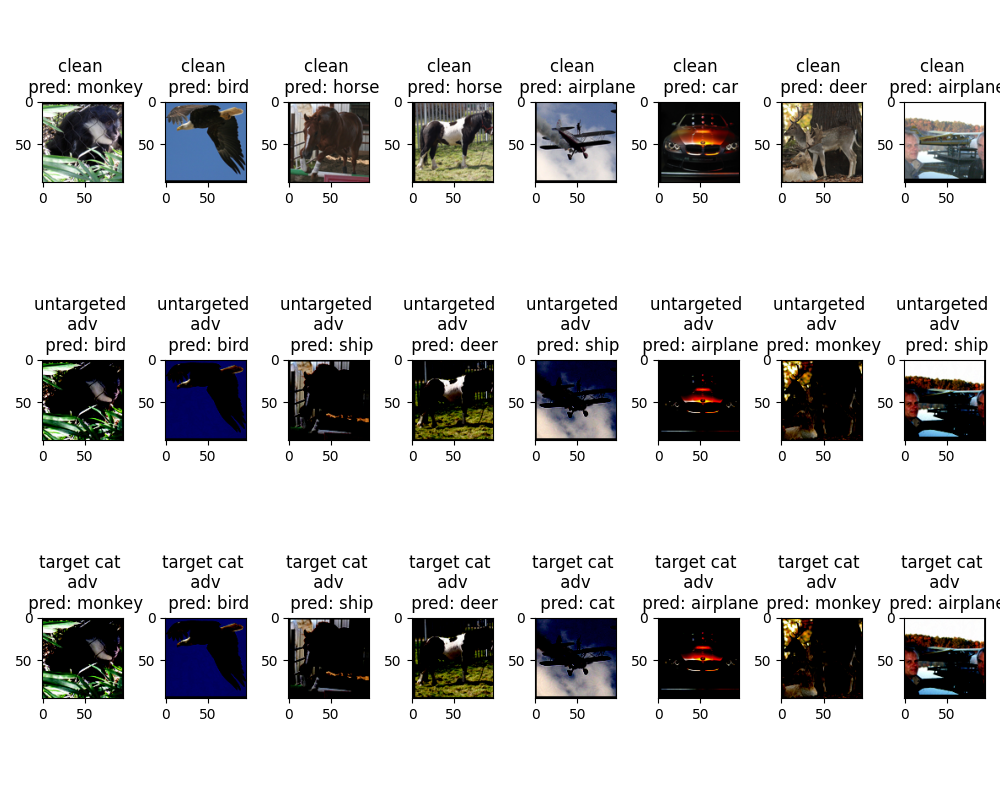 clean clean clean clean clean clean clean clean
pred: monkey pred: bird pred: horse pred: horse pred: airplane pred: car pred: deer pred: airplane
0 0 0 0 0 0 0 0
50 50 50 50 50 50 50 50
0 50 0 50 0 50 0 50 0 50 0 50 0 50 0 50
untargeted untargeted untargeted untargeted untargeted untargeted untargeted untargeted
adv adv adv adv adv adv adv adv
pred: bird pred: bird pred: ship pred: deer pred: ship pred: airplane pred: monkey pred: ship
0 0 0 0 0 0 0 0
50 50 50 50 50 50 50 50
0 50 0 50 0 50 0 50 0 50 0 50 0 50 0 50
target cat target cat target cat target cat target cat target cat target cat target cat
adv adv adv adv adv adv adv adv
pred: monkey pred: bird pred: ship pred: deer pred: cat pred: airplane pred: monkey pred: airplane
0 0 0 0 0 0 0 0
50 50 50 50 50 50 50 50
0 50 0 50 0 50 0 50 0 50 0 50 0 50 0 50